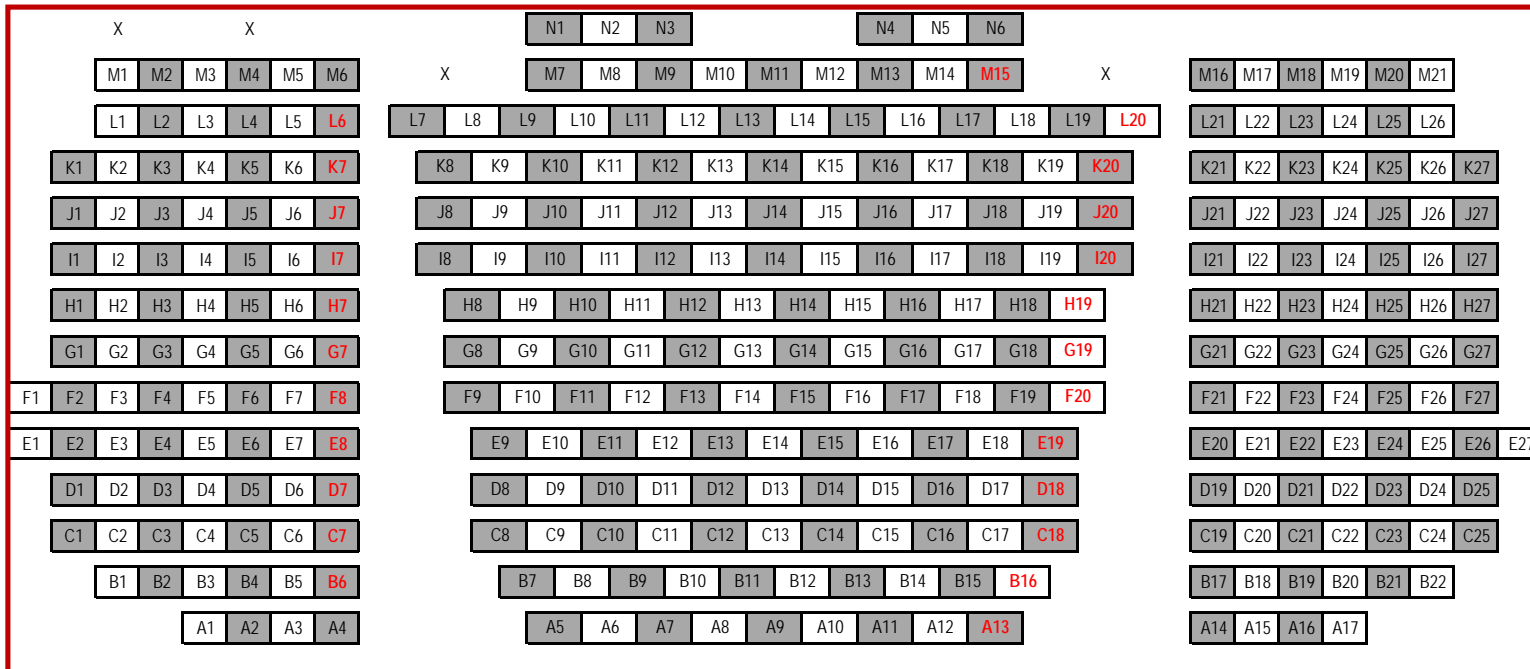 X X N1 N2 N3 N4 N5 N6
M1 M2 M3 M4 M5 M6 X M7 M8 M9 M10 M11 M12 M13 M14 M15 X M16 M17 M18 M19 M20 M21
L1 L2 L3 L4 L5 L6 L7 L8 L9 L10 L11 L12 L13 L14 L15 L16 L17 L18 L19 L20 L21 L22 L23 L24 L25 L26
K1 K2 K3 K4 K5 K6 K7 K8 K9 K10 K11 K12 K13 K14 K15 K16 K17 K18 K19 K20 K21 K22 K23 K24 K25 K26 K27
J1 J2 J3 J4 J5 J6 J7 J8 J9 J10 J11 J12 J13 J14 J15 J16 J17 J18 J19 J20 J21 J22 J23 J24 J25 J26 J27
I1 I2 I3 I4 I5 I6 I7 I8 I9 I10 I11 I12 I13 I14 I15 I16 I17 I18 I19 I20 I21 I22 I23 I24 I25 I26 I27
H1 H2 H3 H4 H5 H6 H7 H8 H9 H10 H11 H12 H13 H14 H15 H16 H17 H18 H19 H21 H22 H23 H24 H25 H26 H27
G1 G2 G3 G4 G5 G6 G7 G8 G9 G10 G11 G12 G13 G14 G15 G16 G17 G18 G19 G21 G22 G23 G24 G25 G26 G27
F1 F2 F3 F4 F5 F6 F7 F8 F9 F10 F11 F12 F13 F14 F15 F16 F17 F18 F19 F20 F21 F22 F23 F24 F25 F26 F27
E1 E2 E3 E4 E5 E6 E7 E8 E9 E10 E11 E12 E13 E14 E15 E16 E17 E18 E19 E20 E21 E22 E23 E24 E25 E26 E27
D1 D2 D3 D4 D5 D6 D7 D8 D9 D10 D11 D12 D13 D14 D15 D16 D17 D18 D19 D20 D21 D22 D23 D24 D25
C1 C2 C3 C4 C5 C6 C7 C8 C9 C10 C11 C12 C13 C14 C15 C16 C17 C18 C19 C20 C21 C22 C23 C24 C25
B1 B2 B3 B4 B5 B6 B7 B8 B9 B10 B11 B12 B13 B14 B15 B16 B17 B18 B19 B20 B21 B22
A1 A2 A3 A4 A5 A6 A7 A8 A9 A10 A11 A12 A13 A14 A15 A16 A17